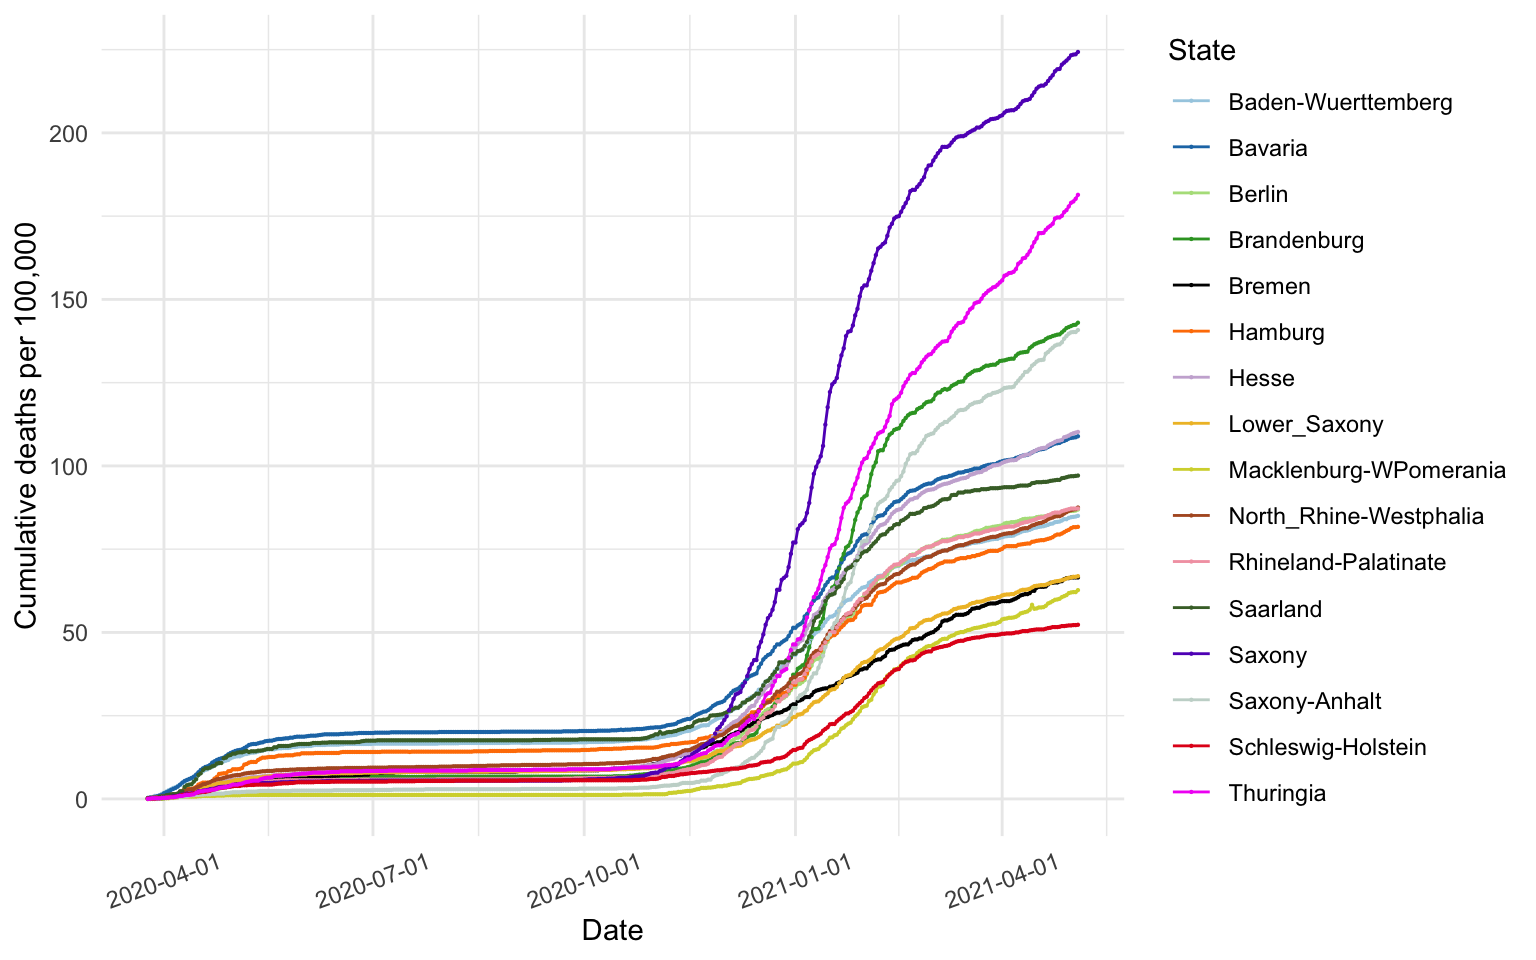 Cumulative deaths per 100,000
200
150
100
50
0
2020-04-01
2020-07-01
2020-10-01
2021-01-01
2021-04-01
Date
State
Baden-Wuerttemberg
Bavaria
Berlin
Brandenburg
Bremen
Hamburg
Hesse
Lower_Saxony
Macklenburg-WPomerania
North_Rhine-Westphalia
Rhineland-Palatinate
Saarland
Saxony
Saxony-Anhalt
Schleswig-Holstein
Thuringia